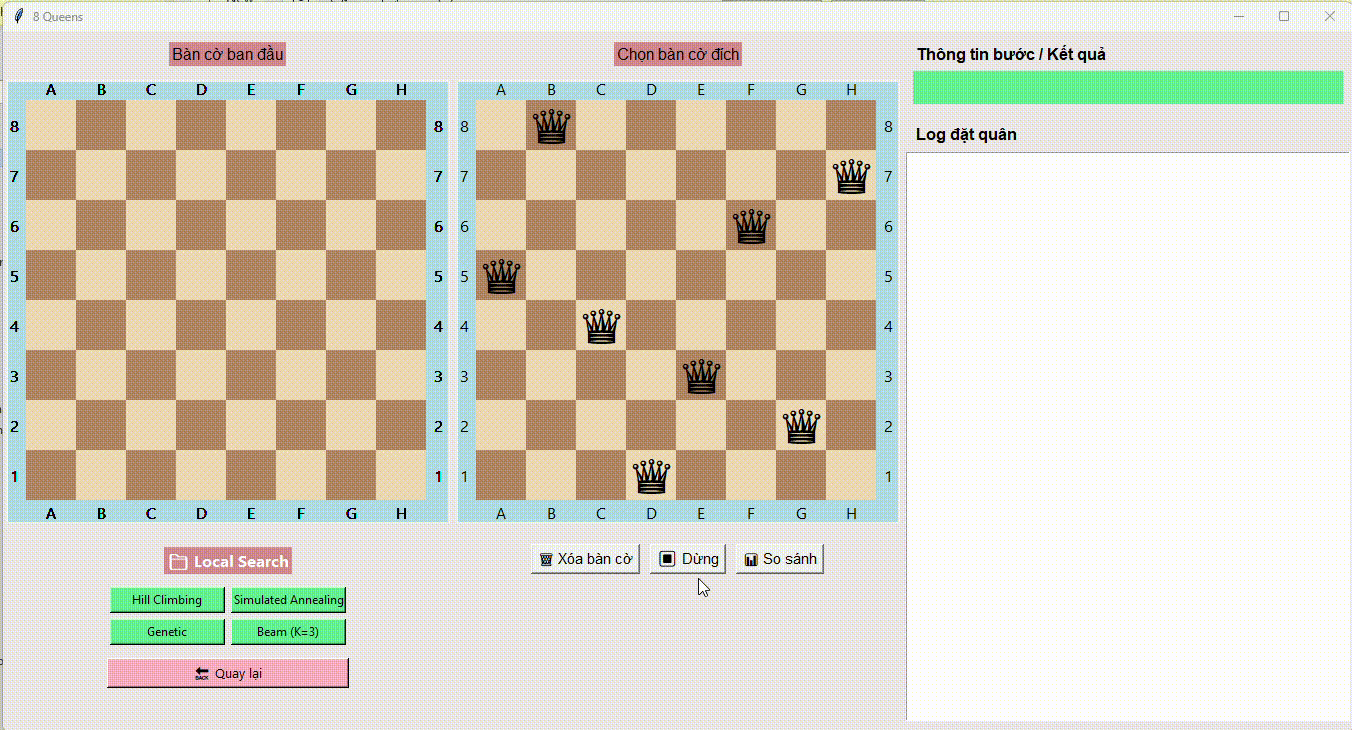 8 Queens
Bàn cờ ban đầu
Chọn bàn cờ đích
Thông tin bước / Kết quả
A B C D E F G H
A B C D E F G H
8 8 8 8
Log đặt quân
7 7 7 7
6 6 6 6
5 5 5 5
4 4 4 4
3 3 3 3
2 2 2 2
1 1 1 1
A B C D E F G H
A B C D E F G H
Local Search
Xóa bàn cờ
Dừng
So sánh
Hill Climbing
Simulated Annealing
Genetic
Beam (K=3)
BACK Quay lại